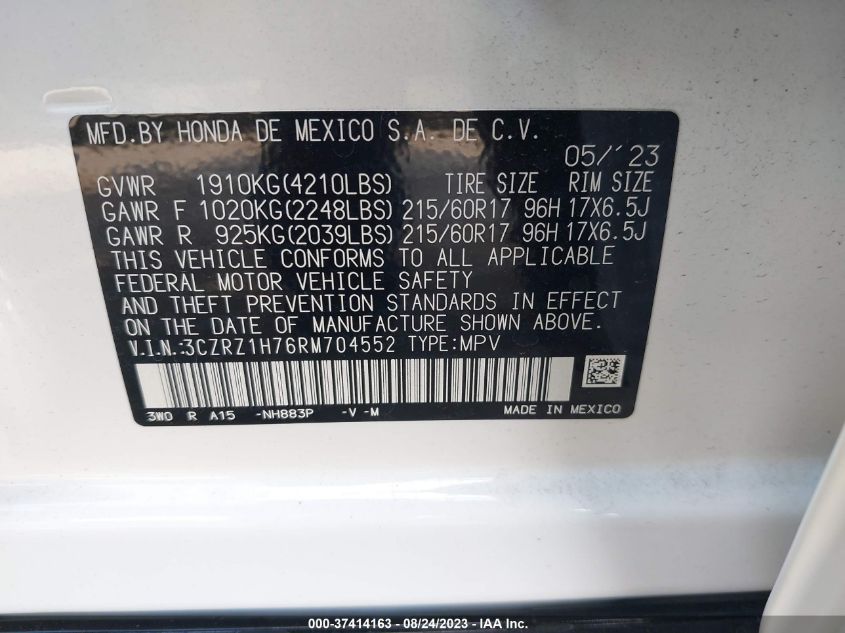 MFD.BY HONDA DE MEXICO S.A. DE C.V.
05/´23
GVWR 1910KG(4210LBS) TIRE SIZE RIM SIZE
GAWR F 1020KG(2248LBS) 215/60R17 96H 17X6.5J
GAWR R 925KG(2039LBS) 215/60R17 96H 17X6.5J
THIS VEHICLE CONFORMS TO ALL APPLICABLE
FEDERAL MOTOR VEHICLE SAFETY
AND THEFT PREVENTION STANDARDS IN EFFECT
ON THE DATE OF MANUFACTURE SHOWN ABOVE.
V.I.N.:3CZRZ1H76RM704552 TYPE:MPV
3W0 R A15 -NH883P -V -M MADE IN MEXICO
000-37414163 - 08/24/2023 - IAA Inc.